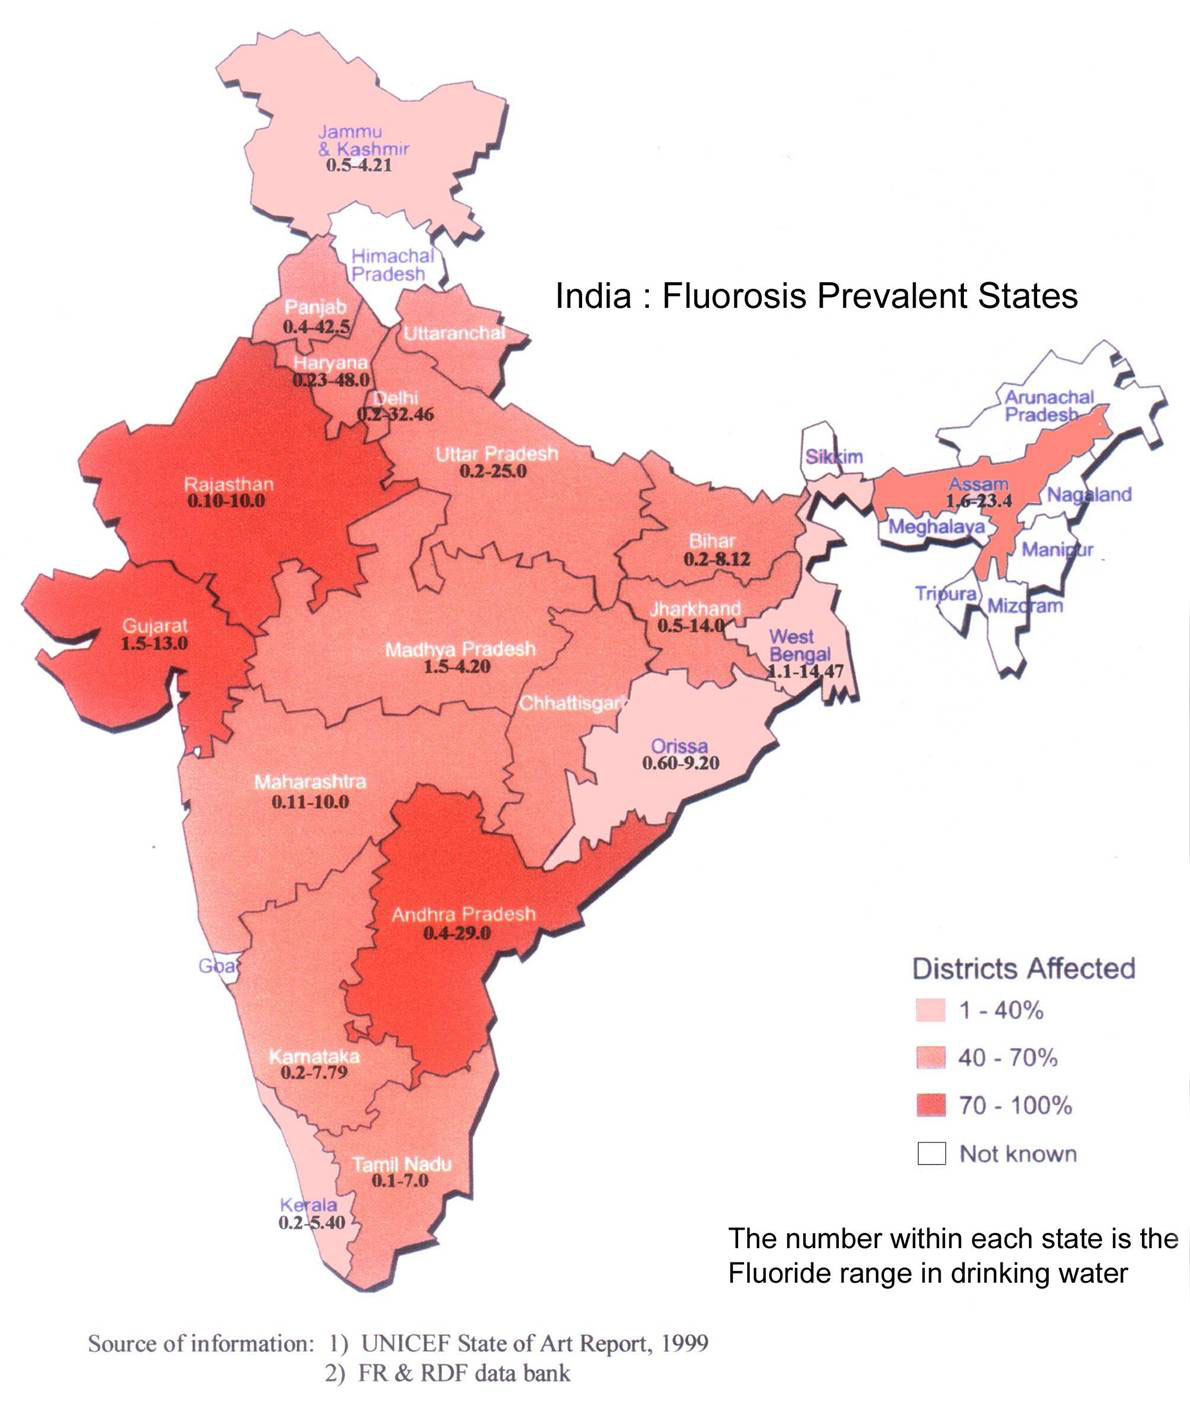 Jammu
& Kashmir
0.5-4.21
Himachal
Pradesh
India : Fluorosis Prevalent States
Panjab
0.4-42.5
Uttaranchal
Haryana
0.23-48.0
Delhi
0.2-32.46
Arunachal
Pradesh
Uttar Pradesh
0.2-25.0
Sikkim
Rajasthan
0.10-10.0
Assam
1.6-23.4
Nagaland
Meghalaya
Bihar
0.2-8.12
Manipur
Tripura
Mizoram
Jharkhand
0.5-14.0
Gujarat
1.5-13.0
Madhya Pradesh
1.5-4.20
West
Bengal
1.1-14.47
Chhattisgarh
Orissa
0.60-9.20
Maharashtra
0.11-10.0
Andhra Pradesh
0.4-29.0
Goa
Karnataka
0.2-7.79
Tamil Nadu
0.1-7.0
Kerala
0.2-5.40
Districts Affected
1 - 40%
40 - 70%
70 - 100%
Not known
The number within each state is the
Fluoride range in drinking water
Source of information: 1) UNICEF State of Art Report, 1999
2) FR & RDF data bank